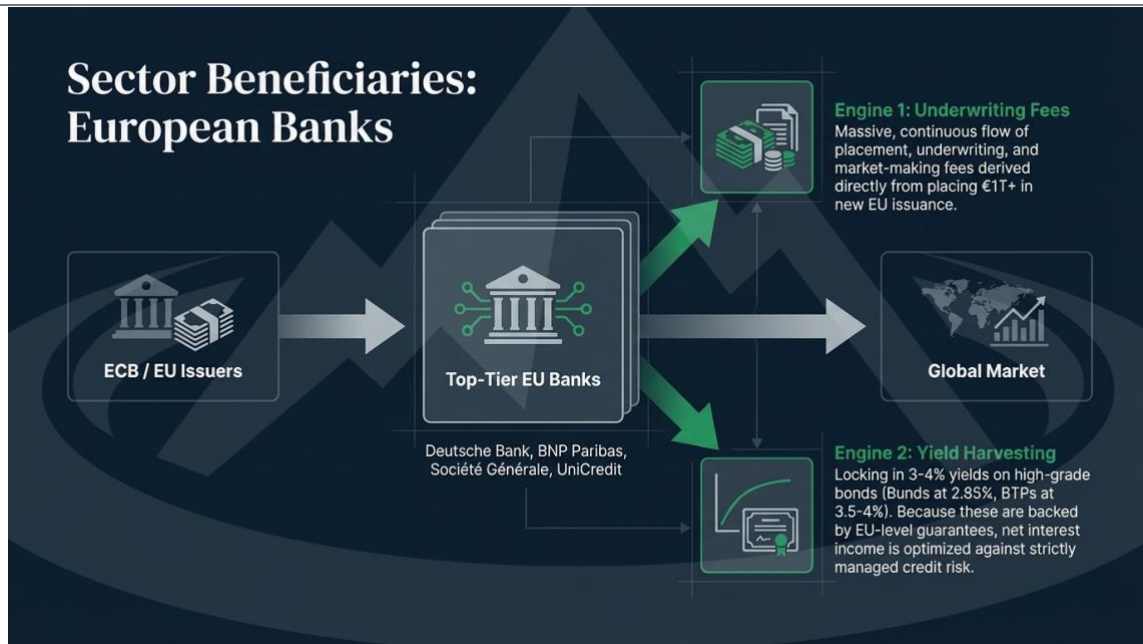 Sector Beneficiaries:
European Banks
ECB / EU Issuers
Top-Tier EU Banks
Deutsche Bank, BNP Paribas,
Société Générale, UniCredit
Engine 1: Underwriting Fees
Massive, continuous flow of
placement, underwriting, and
market-making fees derived
directly from placing €1T+ in
new EU issuance.
Global Market
Engine 2: Yield Harvesting
Locking in 3-4% yields on high-grade
bonds (Bunds at 2.85%, BTPs at
3.5-4%). Because these are backed
by EU-level guarantees, net interest
income is optimized against strictly
managed credit risk.